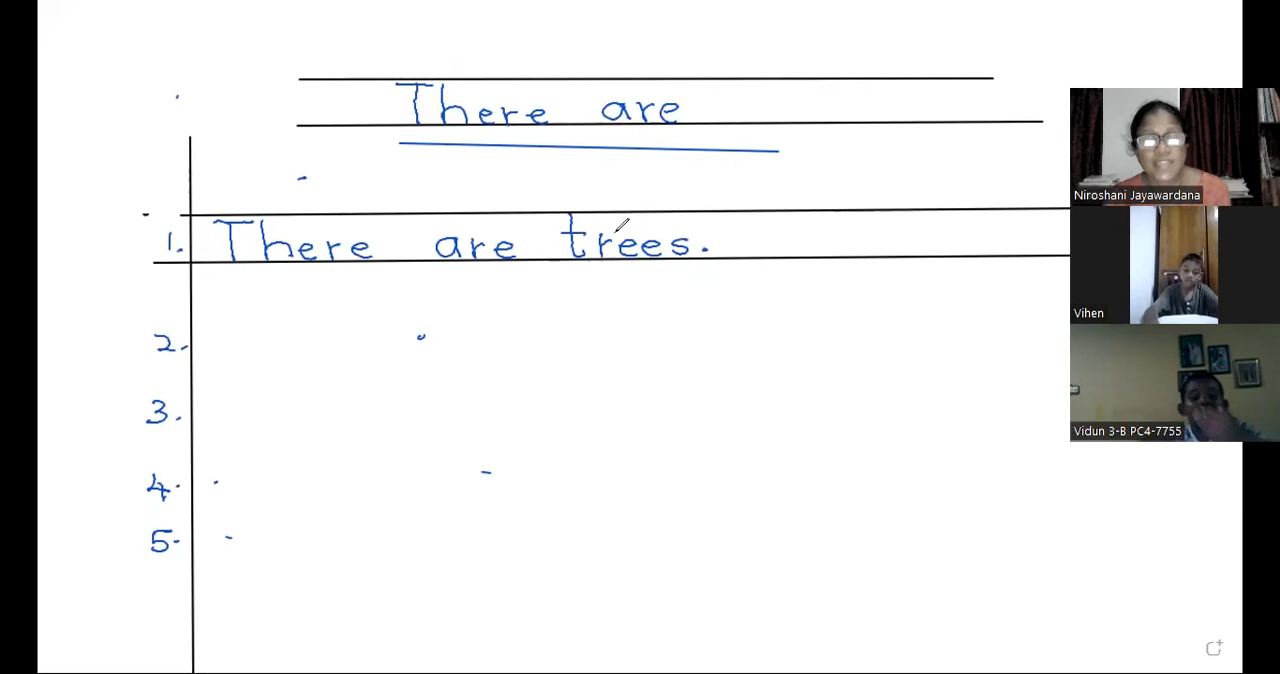 There are
1. There are trees.
2.
3.
4.
5.
Niroshani Jayawardana
Vihen
Vidun 3-B PC4-7755